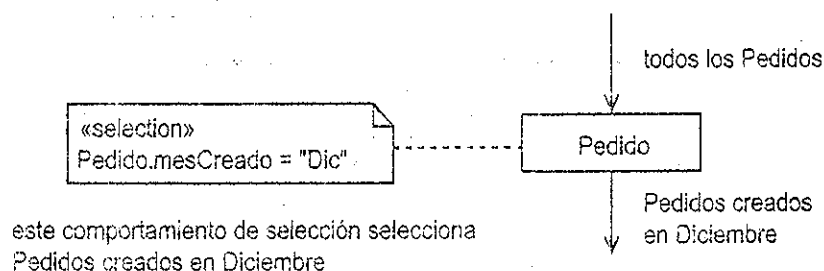 todos los Pedidos
«selection»
Pedido.mesCreado = "Dic"
Pedido
Pedidos creados
en Diciembre
este comportamiento de selección selecciona
Pedidos creados en Diciembre